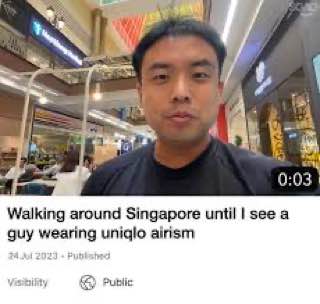 0:03
Walking around Singapore until I see a
guy wearing uniqlo airism
24 Jul 2023 • Published
Visibility
Public